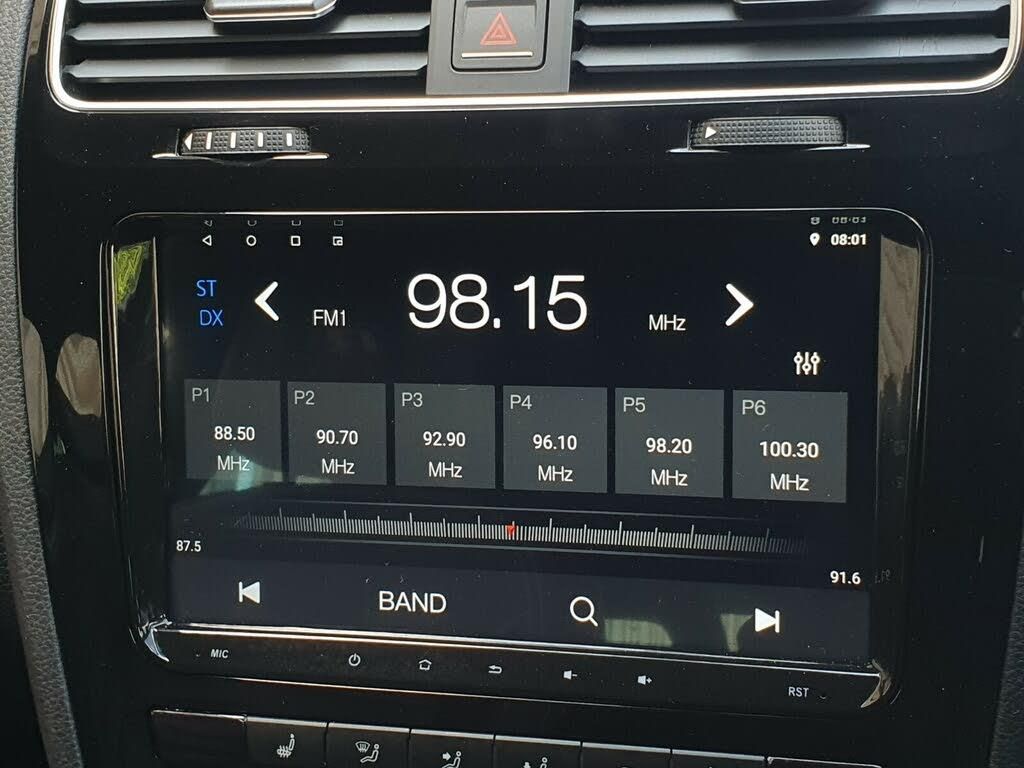 08:01
ST
DX
FM1
98.15
MHz
P1
88.50
MHz
P2
90.70
MHz
P3
92.90
MHz
P4
96.10
MHz
P5
98.20
MHz
P6
100.30
MHz
87.5
91.6
BAND
MIC
RST